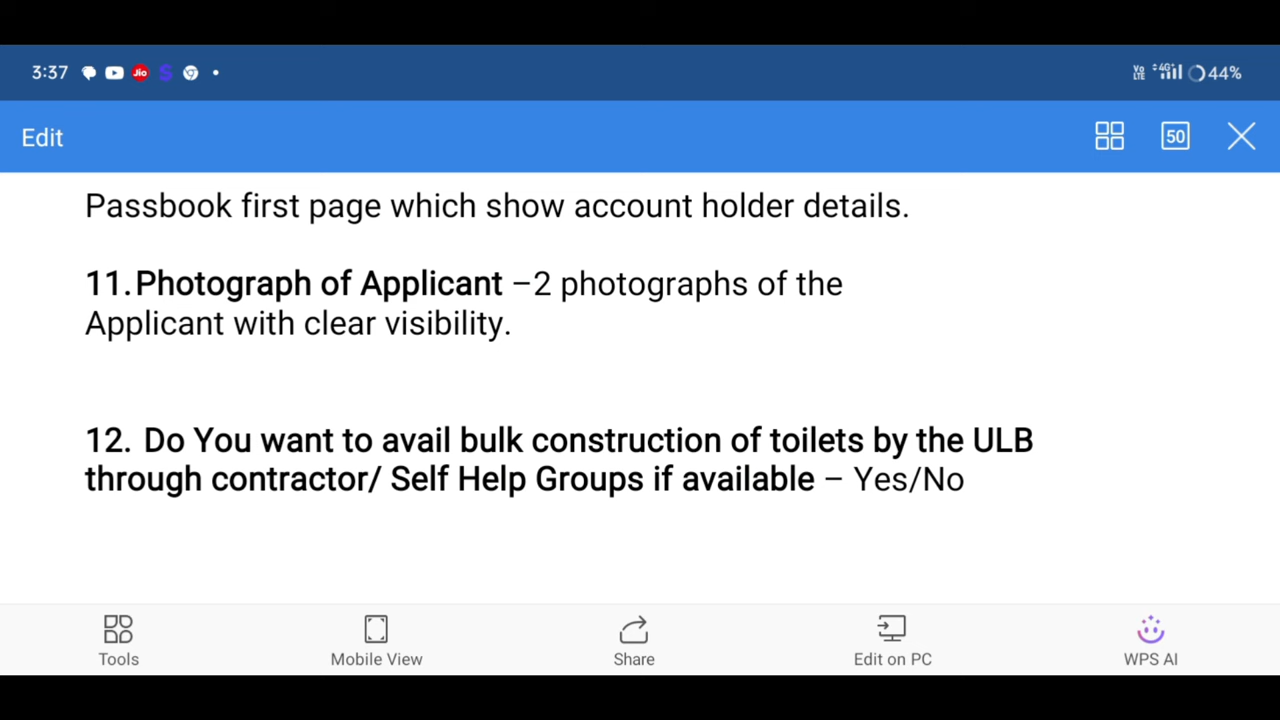 3:37 Jio S 4G 44%
Edit 50
Passbook first page which show account holder details.
11. Photograph of Applicant –2 photographs of the
Applicant with clear visibility.
12. Do You want to avail bulk construction of toilets by the ULB
through contractor/ Self Help Groups if available – Yes/No
Tools Mobile View Share Edit on PC WPS AI